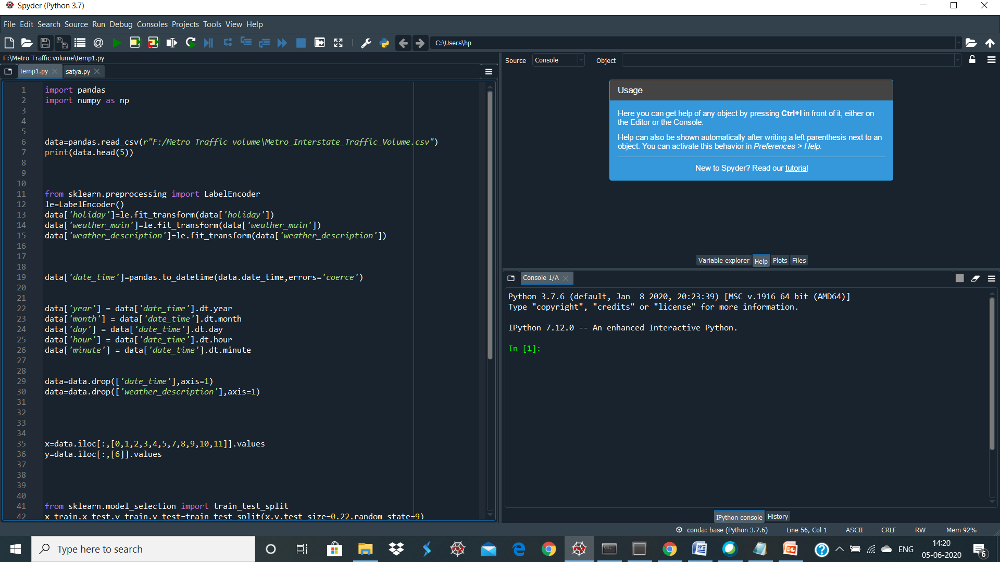 Spyder (Python 3.7)
File Edit Search Source Run Debug Consoles Projects Tools View Help
C:\Users\hp
F:\Metro Traffic volume\temp1.py
temp1.py
satya.py
1 import pandas
2 import numpy as np
3
4
5
6 data=pandas.read_csv(r"F:/Metro Traffic volume\Metro_Interstate_Traffic_Volume.csv")
7 print(data.head(5))
8
9
10
11 from sklearn.preprocessing import LabelEncoder
12 le=LabelEncoder()
13 data['holiday']=le.fit_transform(data['holiday'])
14 data['weather_main']=le.fit_transform(data['weather_main'])
15 data['weather_description']=le.fit_transform(data['weather_description'])
16
17
18
19 data['date_time']=pandas.to_datetime(data.date_time,errors='coerce')
20
21
22 data['year'] = data['date_time'].dt.year
23 data['month'] = data['date_time'].dt.month
24 data['day'] = data['date_time'].dt.day
25 data['hour'] = data['date_time'].dt.hour
26 data['minute'] = data['date_time'].dt.minute
27
28
29 data=data.drop(['date_time'],axis=1)
30 data=data.drop(['weather_description'],axis=1)
31
32
33
34
35 x=data.iloc[:,[0,1,2,3,4,5,7,8,9,10,11]].values
36 y=data.iloc[:,[6]].values
37
38
39
40
41 from sklearn.model_selection import train_test_split
42 x_train,x_test,y_train,y_test=train_test_split(x,y,test_size=0.22,random_state=9)
Source Console Object
Usage
Here you can get help of any object by pressing Ctrl+I in front of it, either on
the Editor or the Console.
Help can also be shown automatically after writing a left parenthesis next to an
object. You can activate this behavior in Preferences > Help.
New to Spyder? Read our tutorial
Variable explorer Help Plots Files
Console 1/A
Python 3.7.6 (default, Jan  8 2020, 20:23:39) [MSC v.1916 64 bit (AMD64)]
Type "copyright", "credits" or "license" for more information.
IPython 7.12.0 -- An enhanced Interactive Python.
In [1]:
IPython console History
conda: base (Python 3.7.6) Line 56, Col 1 ASCII CRLF RW Mem 92%
Type here to search
ENG
14:20
05-06-2020
6